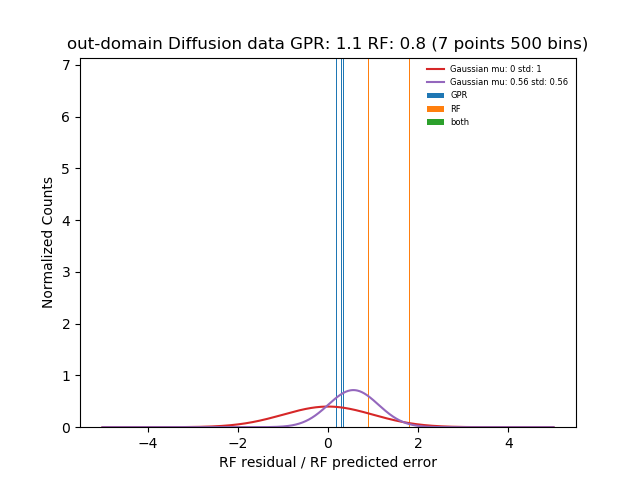 out-domain Diffusion data GPR: 1.1 RF: 0.8 (7 points 500 bins)
Gaussian mu: 0 std: 1
Gaussian mu: 0.56 std: 0.56
GPR
RF
both
Normalized Counts
7
6
5
4
3
2
1
0
−4
−2
0
2
4
RF residual / RF predicted error